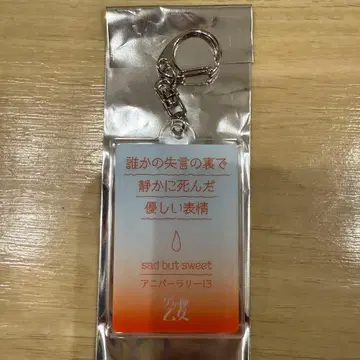 誰かの失言の裏で
静かに死んだ
優しい表情
sad but sweet
アニバーラリー13